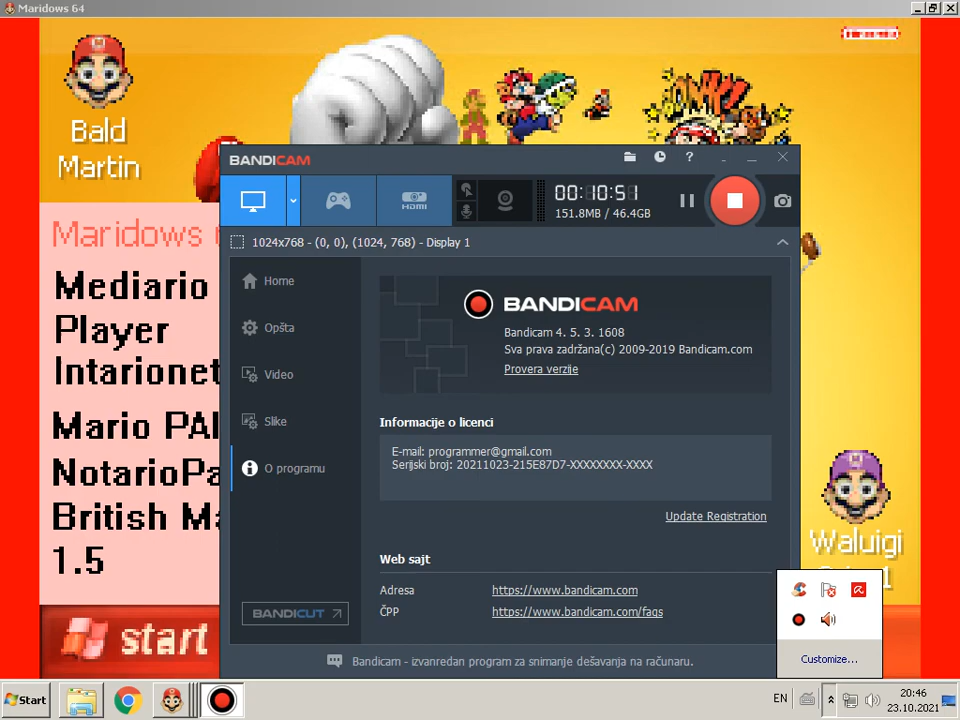 Maridows 64
Bald
Martin
Maridows
Mediario
Player
Intarionet
Mario
NotarioPa
British
1.5
start
Waluigi
BANDICAM
HDMI
00:10:51
151.8MB / 46.4GB
1024x768 - (0, 0), (1024, 768) - Display 1
Home
Opšta
Video
Slike
O programu
BANDICUT
BANDICAM
Bandicam 4. 5. 3. 1608
Sva prava zadržana(c) 2009-2019 Bandicam.com
Provera verzije
Informacije o licenci
E-mail: programmer@gmail.com
Serijski broj: 20211023-215E87D7-XXXXXXXX-XXXX
Update Registration
Web sajt
Adresa https://www.bandicam.com
ČPP https://www.bandicam.com/faqs
Bandicam - izvanredan program za snimanje dešavanja na računaru.
Customize...
Start
EN
20:46
23.10.2021